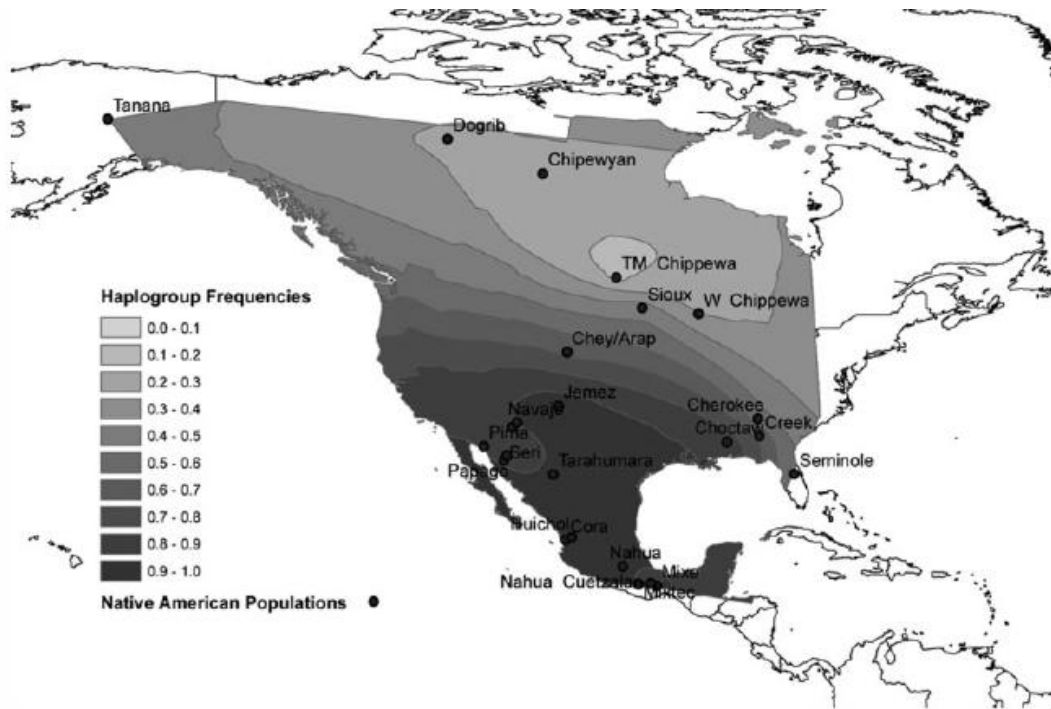 Tanana
Dogrib
Chipewyan
TM Chippewa
Sioux
W Chippewa
Haplogroup Frequencies
0.0 - 0.1
0.1 - 0.2
0.2 - 0.3
0.3 - 0.4
0.4 - 0.5
0.5 - 0.6
0.6 - 0.7
0.7 - 0.8
0.8 - 0.9
0.9 - 1.0
Native American Populations
Chey/Arap
Jemez
Navajo
Cherokee
Creek
Choctaw
Pima
Seri
Seminole
Papago
Tarahumara
Huichol
Cora
Nahua
Mixe
Nahua Cuetzala
Mixtec